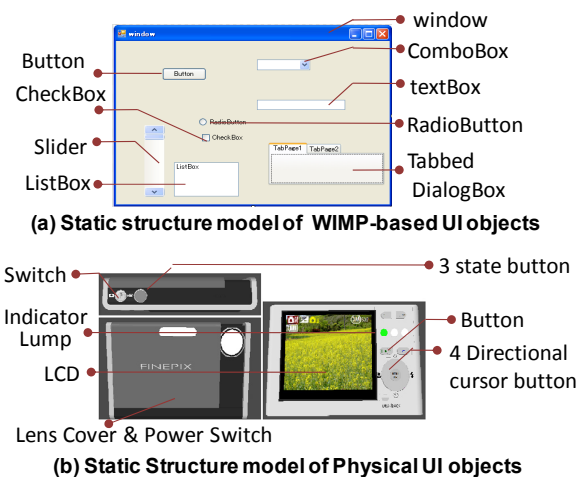 window
window
ComboBox
Button
Button
textBox
CheckBox
RadioButton
RadioButton
CheckBox
Slider
TabPage1 TabPage2
Tabbed
DialogBox
ListBox
ListBox
(a) Static structure model of WIMP-based UI objects
Switch
3 state button
Indicator
Lump
Button
4 Directional
cursor button
LCD
FINEPIX
Lens Cover & Power Switch
(b) Static Structure model of Physical UI objects